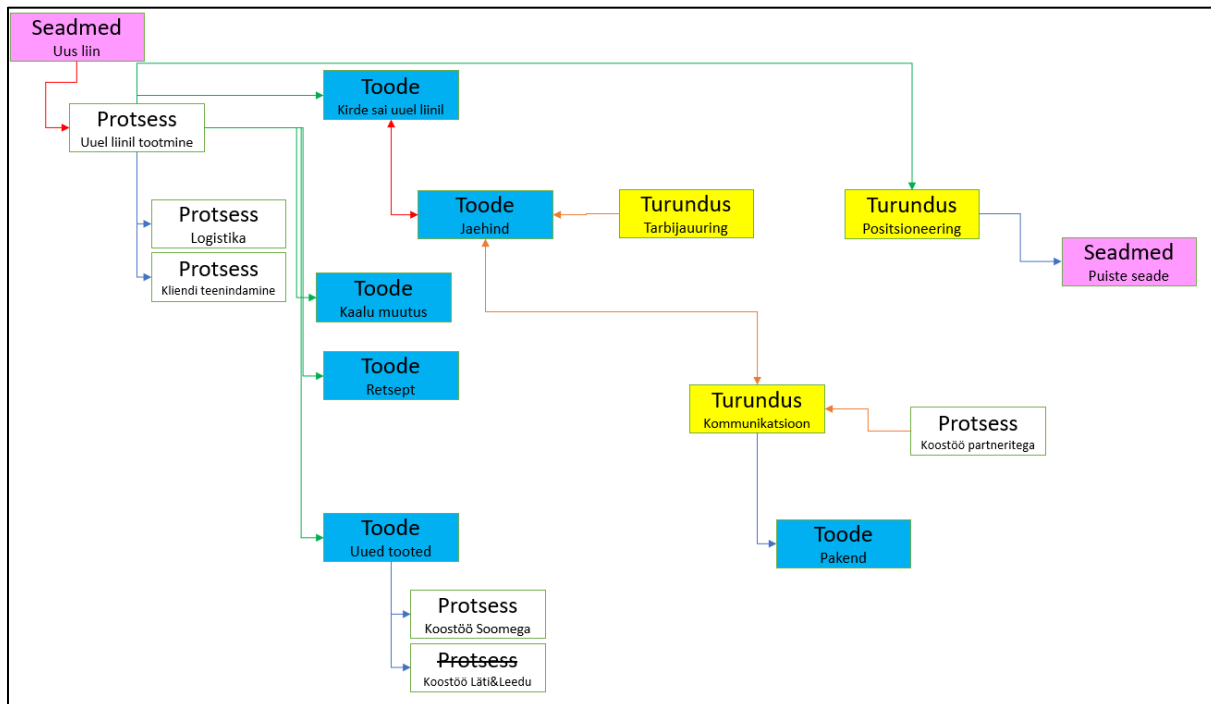 Seadmed
Uus liin
Toode
Kirde sai uuel liinil
Protsess
Uuel liinil tootmine
Protsess
Logistika
Toode
Jaehind
Turundus
Tarbijauuring
Turundus
Positsioneering
Seadmed
Puiste seade
Protsess
Kliendi teenindamine
Toode
Kaalu muutus
Toode
Retsept
Turundus
Kommunikatsioon
Protsess
Koostöö partneritega
Toode
Uued tooted
Toode
Pakend
Protsess
Koostöö Soomega
Protsess
Koostöö Läti&Leedu